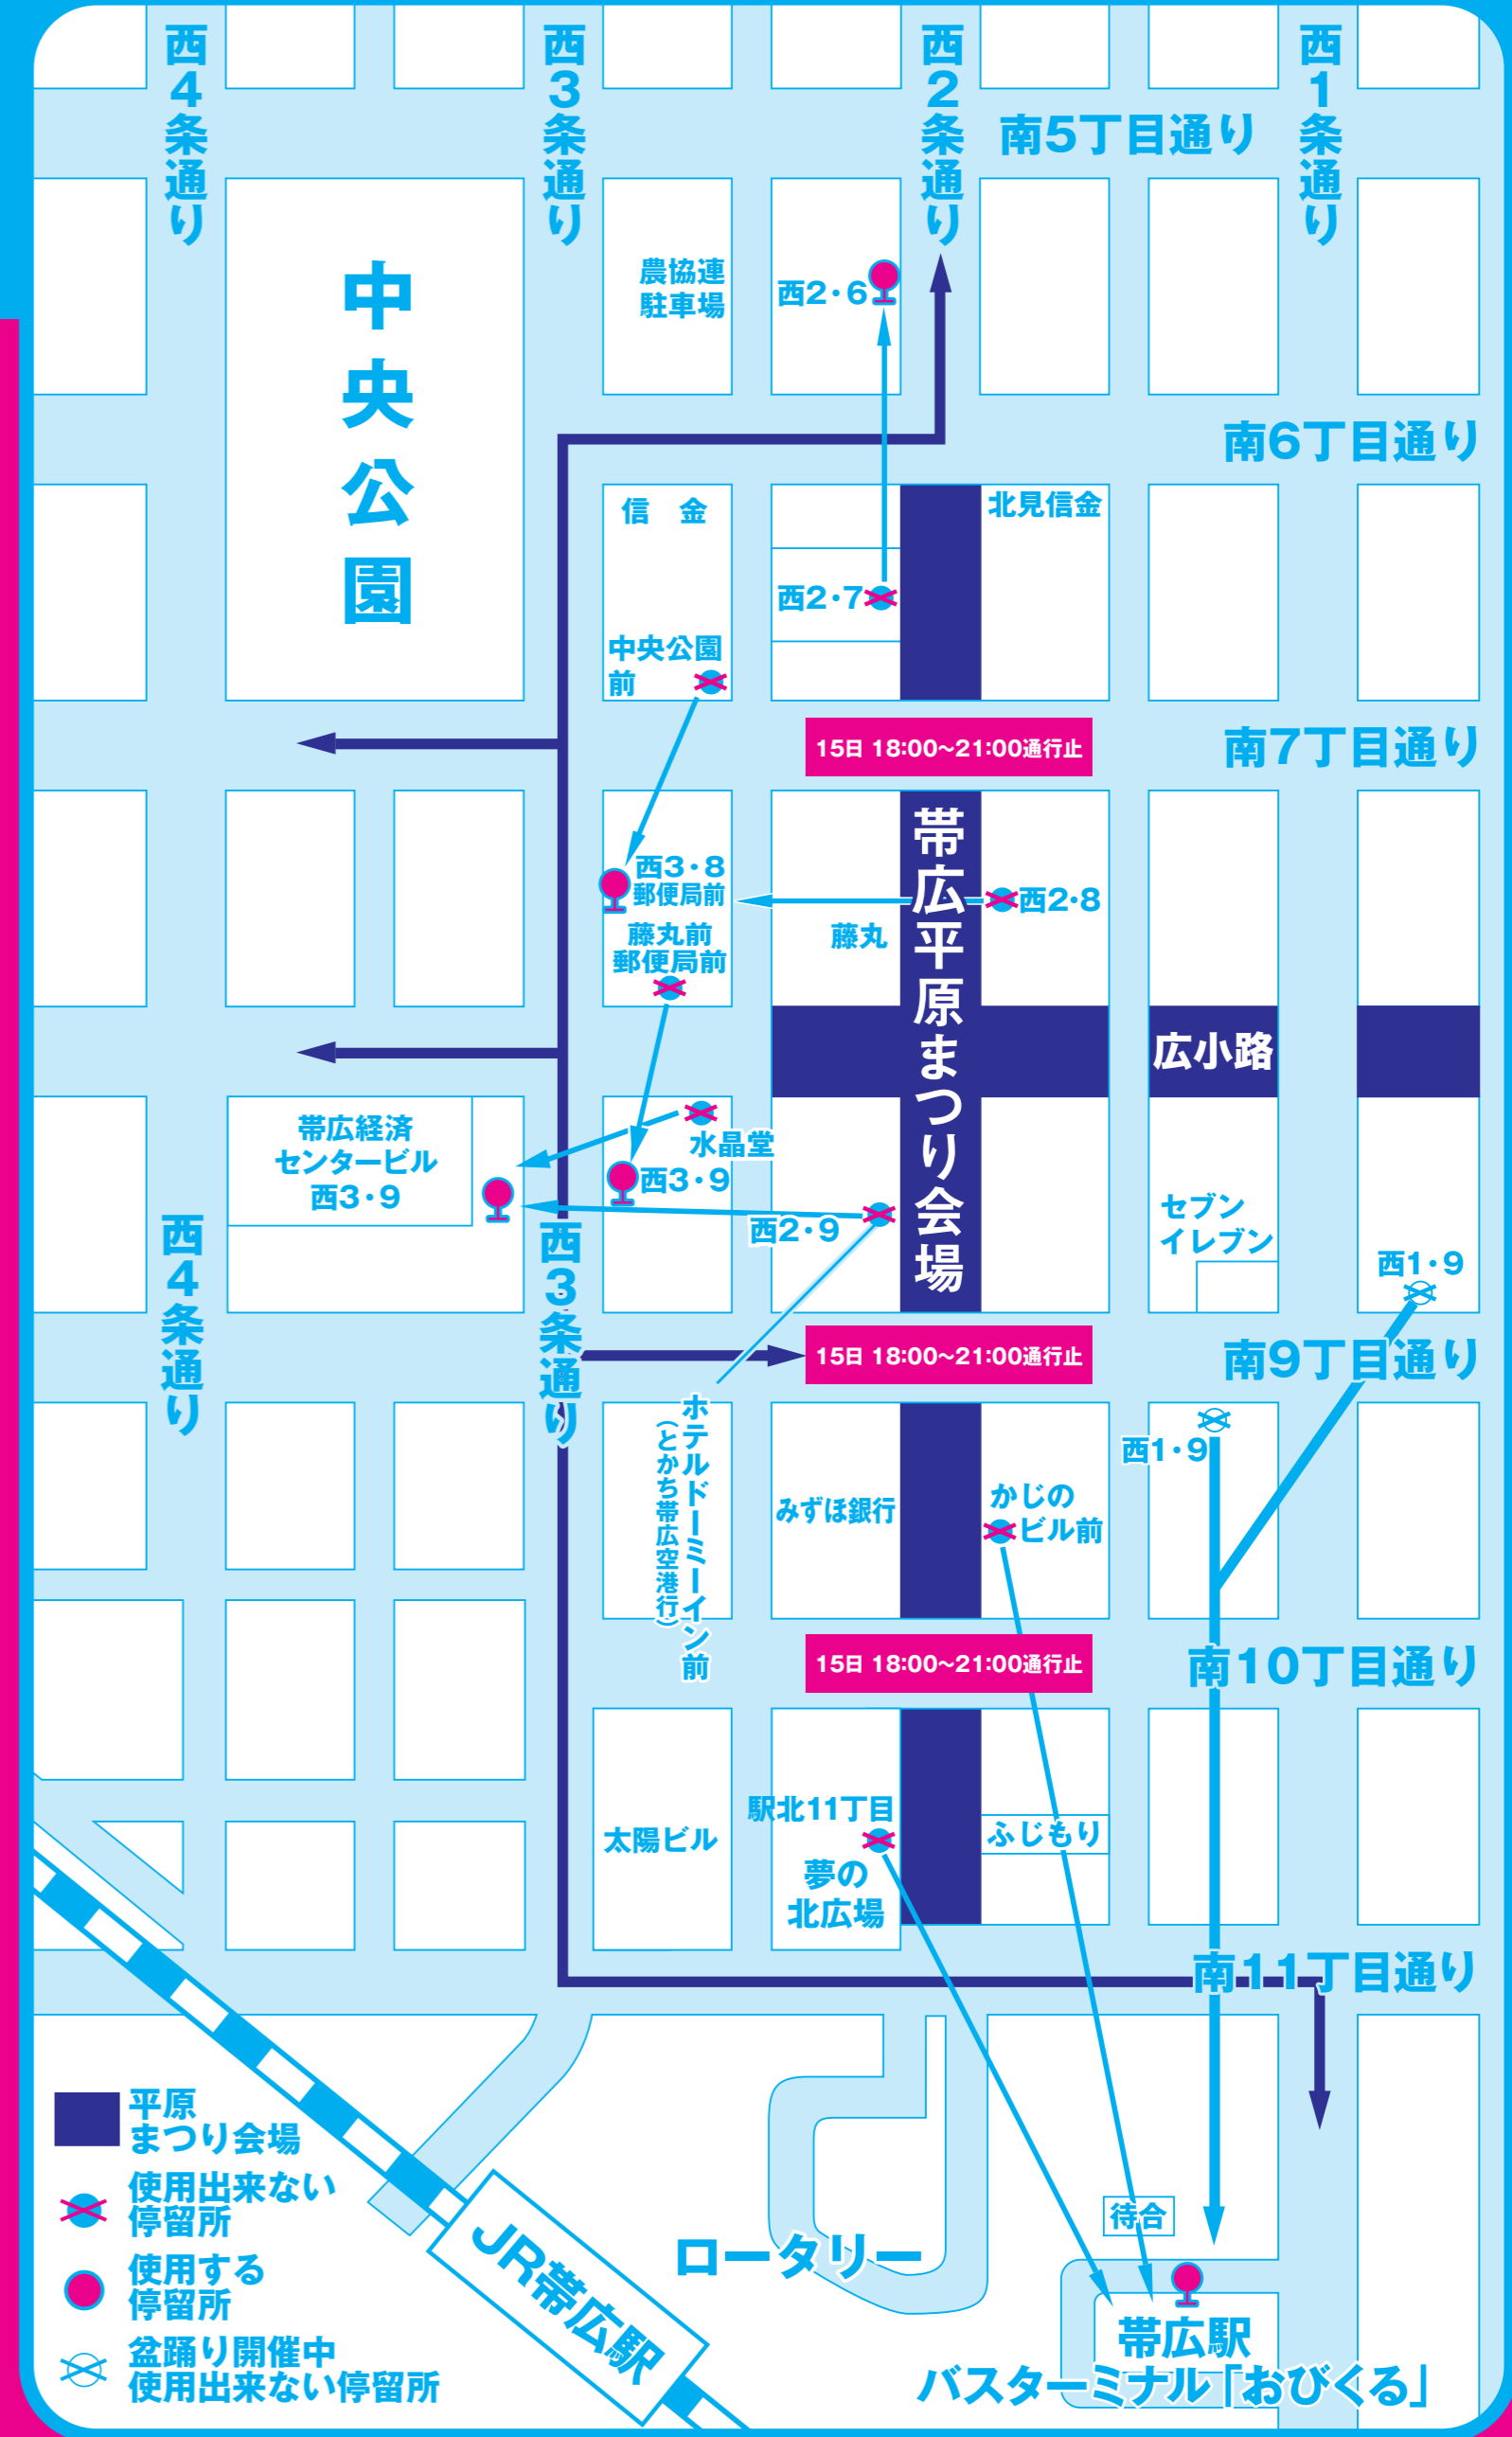 西4条通り
西3条通り
西2条通り
西1条通り
南5丁目通り
中央公園
農協連
駐車場
西2・6
南6丁目通り
信　金
北見信金
西2・7
中央公園
前
15日 18:00～21:00通行止
南7丁目通り
帯広平原まつり会場
西3・8
郵便局前
藤丸前
郵便局前
藤丸
西2・8
広小路
帯広経済
センタービル
西3・9
水晶堂
西3・9
西2・9
セブン
イレブン
西1・9
西4条通り
西3条通り
15日 18:00～21:00通行止
南9丁目通り
ホテルドーミーイン前
（とかち帯広空港行）
みずほ銀行
かじの
ビル前
西1・9
15日 18:00～21:00通行止
南10丁目通り
太陽ビル
駅北11丁目
夢の
北広場
ふじもり
南11丁目通り
平原
まつり会場
使用出来ない
停留所
使用する
停留所
盆踊り開催中
使用出来ない停留所
JR帯広駅
ロータリー
待合
帯広駅
バスターミナル「おびくる」